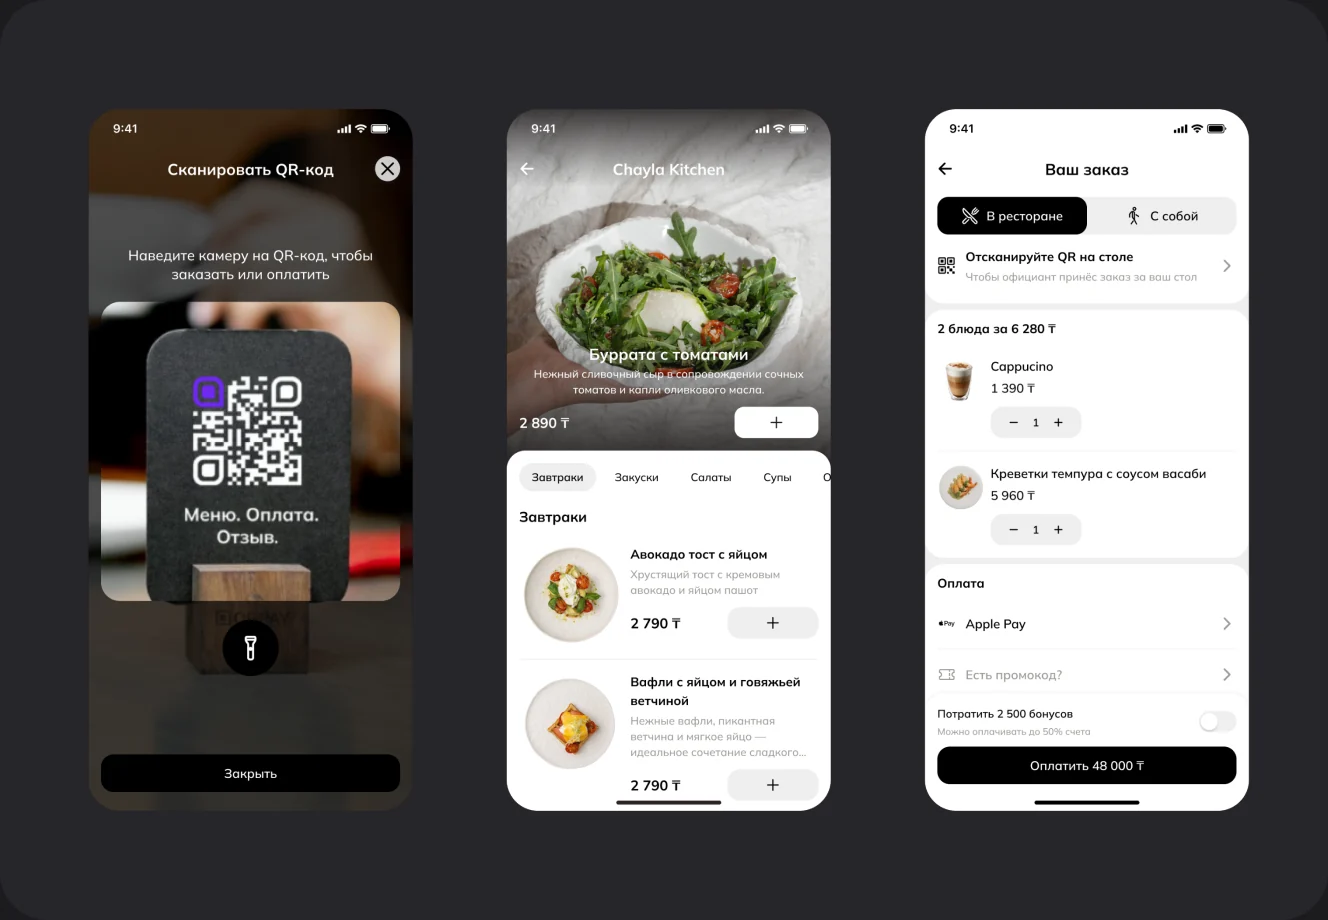 9:41
Сканировать QR-код
Наведите камеру на QR-код, чтобы
заказать или оплатить
Меню. Оплата.
Отзыв.
Закрыть
9:41
Chayla Kitchen
Буррата с томатами
Нежный сливочный сыр в сопровождении сочных
томатов и капли оливкового масла.
2 890 ₸
Завтраки Закуски Салаты Супы
Завтраки
Авокадо тост с яйцом
Хрустящий тост с кремовым
авокадо и яйцом пашот
2 790 ₸
Вафли с яйцом и говяжьей
ветчиной
Нежные вафли, пикантная
ветчина и мягкое яйцо —
идеальное сочетание сладкого...
2 790 ₸
9:41
Ваш заказ
В ресторане С собой
Отсканируйте QR на столе
Чтобы официант принёс заказ за ваш стол
2 блюда за 6 280 ₸
Cappucino
1 390 ₸
− 1 +
Креветки темпура с соусом васаби
5 960 ₸
− 1 +
Оплата
Pay Apple Pay
Есть промокод?
Потратить 2 500 бонусов
Можно оплачивать до 50% счета
Оплатить 48 000 ₸